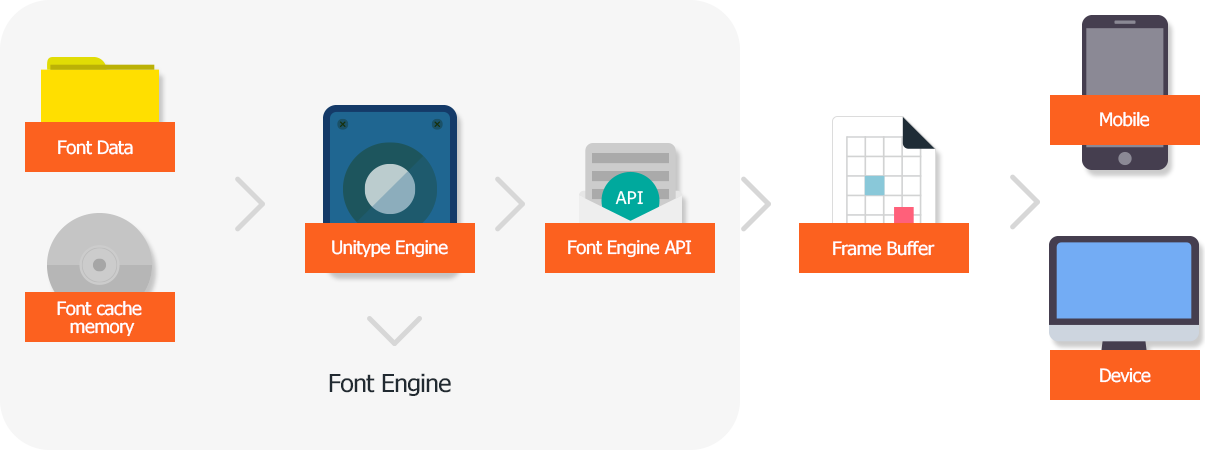 Font Data
Font cache
memory
Unitype Engine
API
Font Engine API
Font Engine
Frame Buffer
Mobile
Device